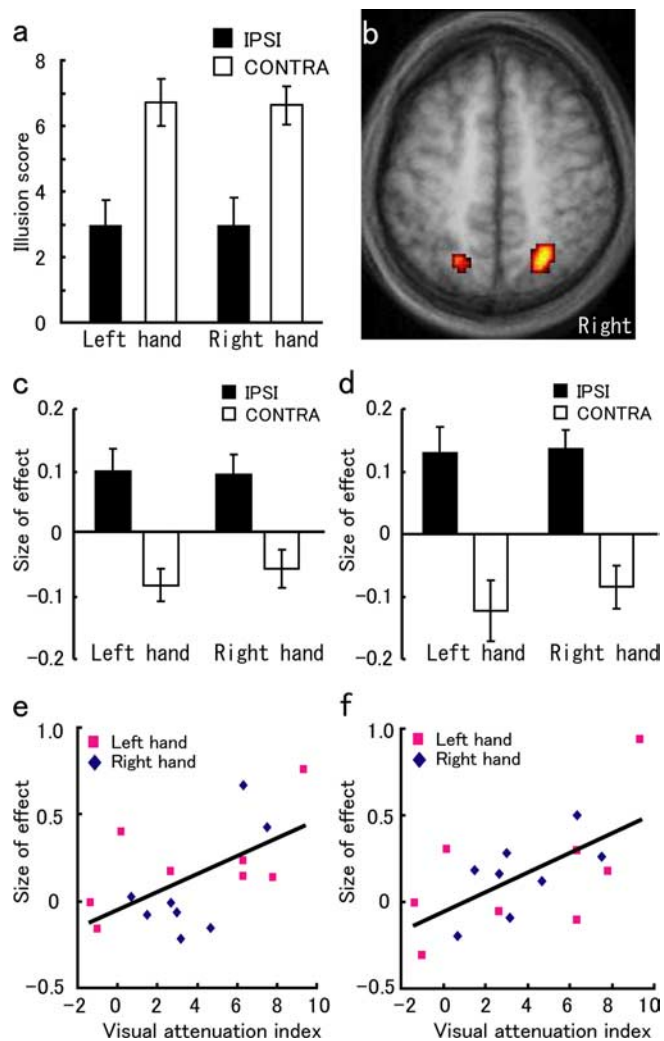 a
IPSI
CONTRA
8
6
4
2
0
Illusion score
Left hand Right hand
b
Right
c
IPSI
CONTRA
0.2
0.1
0
-0.1
-0.2
Size of effect
Left hand Right hand
d
IPSI
CONTRA
0.2
0.1
0
-0.1
-0.2
Size of effect
Left hand Right hand
e
Left hand
Right hand
1.0
0.5
0
-0.5
Size of effect
-2 0 2 4 6 8 10
Visual attenuation index
f
Left hand
Right hand
1.0
0.5
0
-0.5
Size of effect
-2 0 2 4 6 8 10
Visual attenuation index